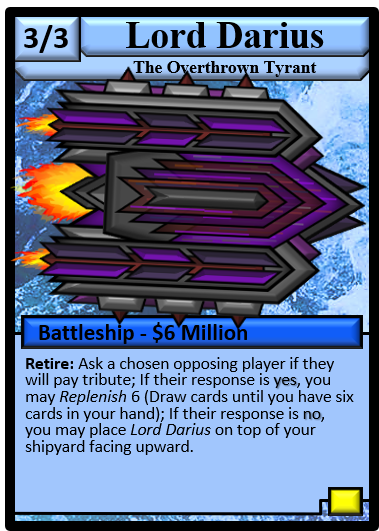 3/3
Lord Darius
The Overthrown Tyrant
Battleship - $6 Million
Retire: Ask a chosen opposing player if they
will pay tribute; If their response is yes, you
may Replenish 6 (Draw cards until you have six
cards in your hand); If their response is no,
you may place Lord Darius on top of your
shipyard facing upward.